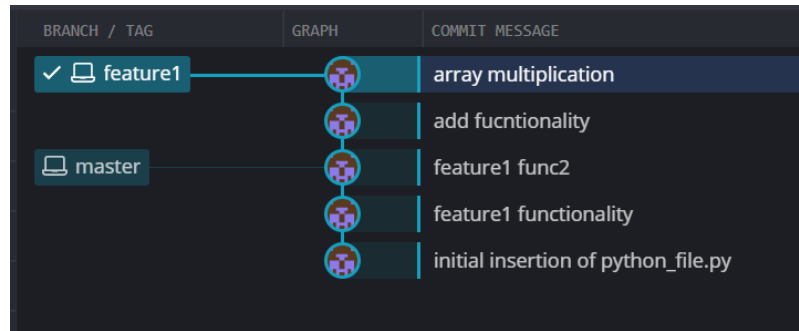 BRANCH / TAG GRAPH COMMIT MESSAGE
feature1 array multiplication
add fucntionality
master feature1 func2
feature1 functionality
initial insertion of python_file.py